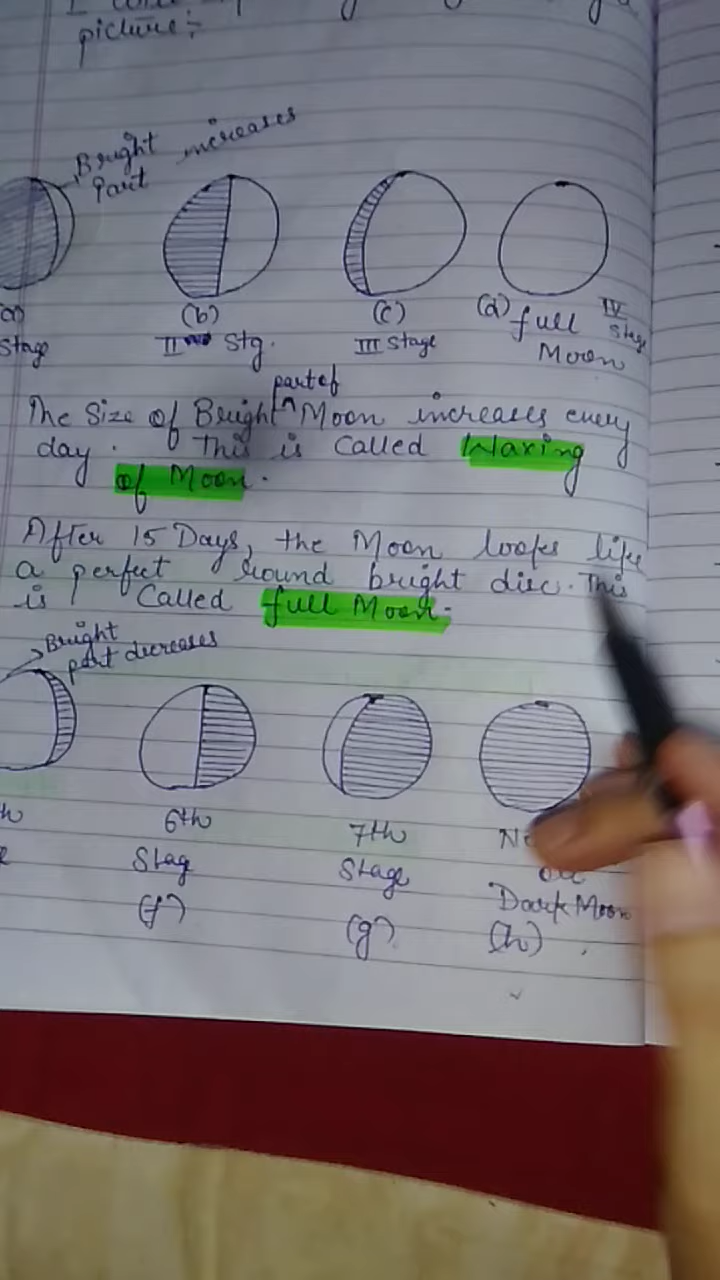 picture:-
Bright increases
Part
(a) (b) (c) (d) full IV Stage
Stage II Stg. III Stage Moon
part of
The Size of Bright ^ Moon increases every
day. This is Called Waxing
of Moon.
After 15 Days, the Moon looks like
a perfect round bright disc. This
is Called full Moon.
Bright
part decreases
6th 7th
Stage Stage Dark Moon
(f) (g) (h)